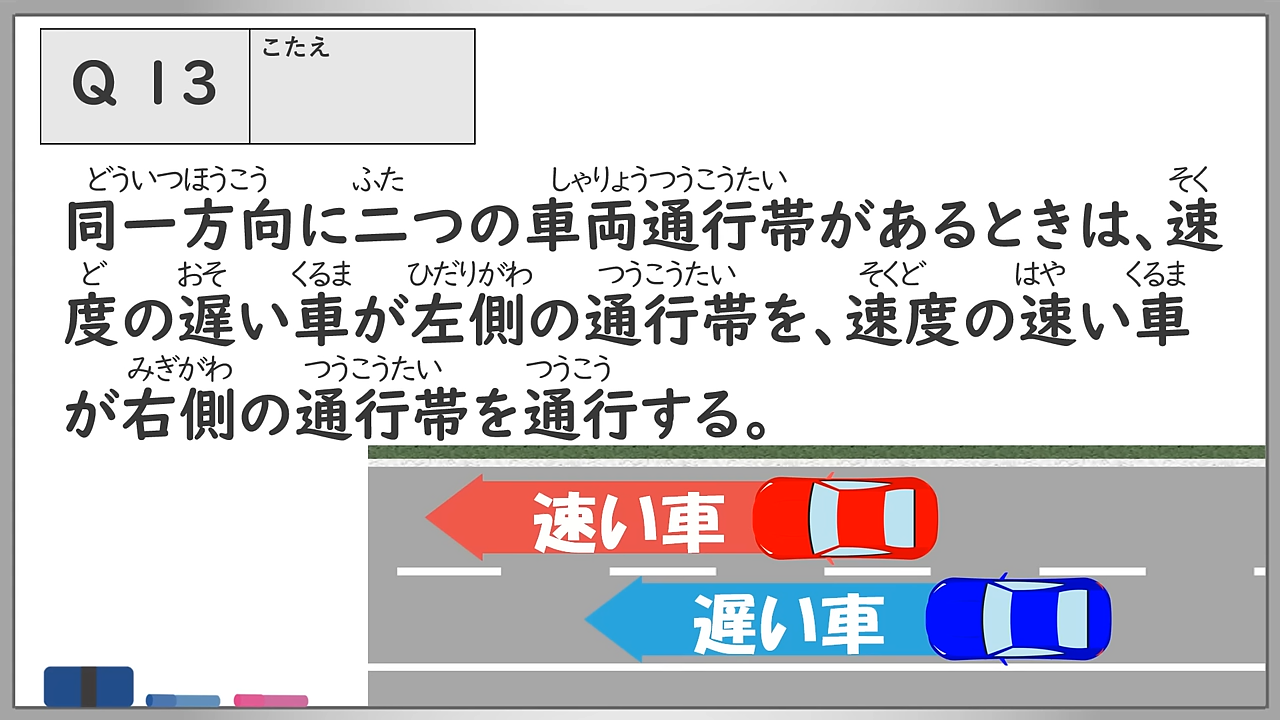 Q 13
こたえ
どういつほうこう ふた しゃりょうつうこうたい そく
同一方向に二つの車両通行帯があるときは、速
ど おそ くるま ひだりがわ つうこうたい そくど はや くるま
度の遅い車が左側の通行帯を、速度の速い車
みぎがわ つうこうたい つうこう
が右側の通行帯を通行する。
速い車
遅い車